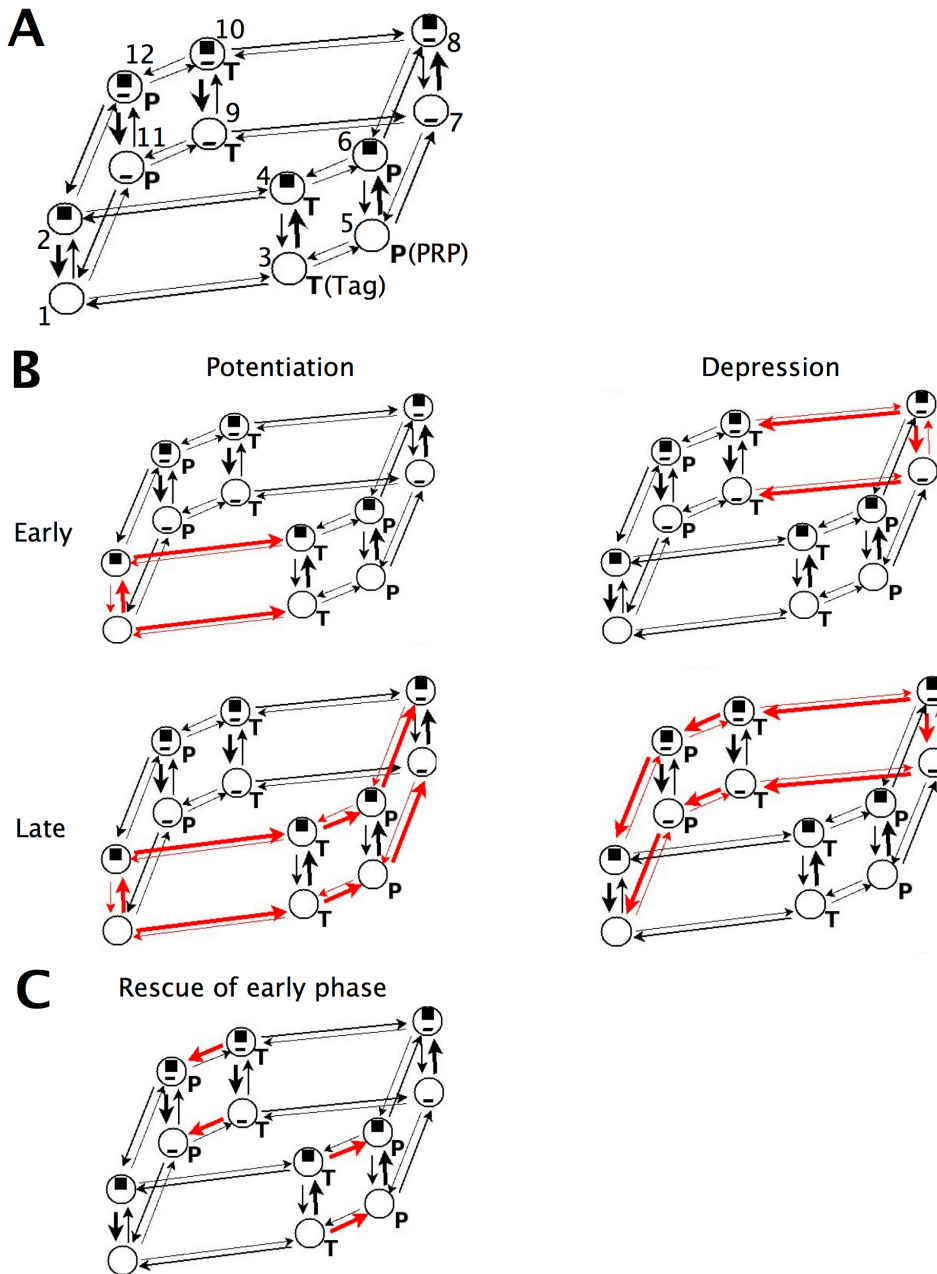 A
12
10
8
T
P
11
9
7
T
P
6
4
P
T
2
5
3
P(PRP)
T(Tag)
1
B
Potentiation
Depression
Early
T
P
T
P
P
T
P
T
T
P
T
P
P
T
P
T
Late
T
P
T
P
P
T
P
T
T
P
T
P
P
T
P
T
C
Rescue of early phase
T
P
T
P
P
T
P
T